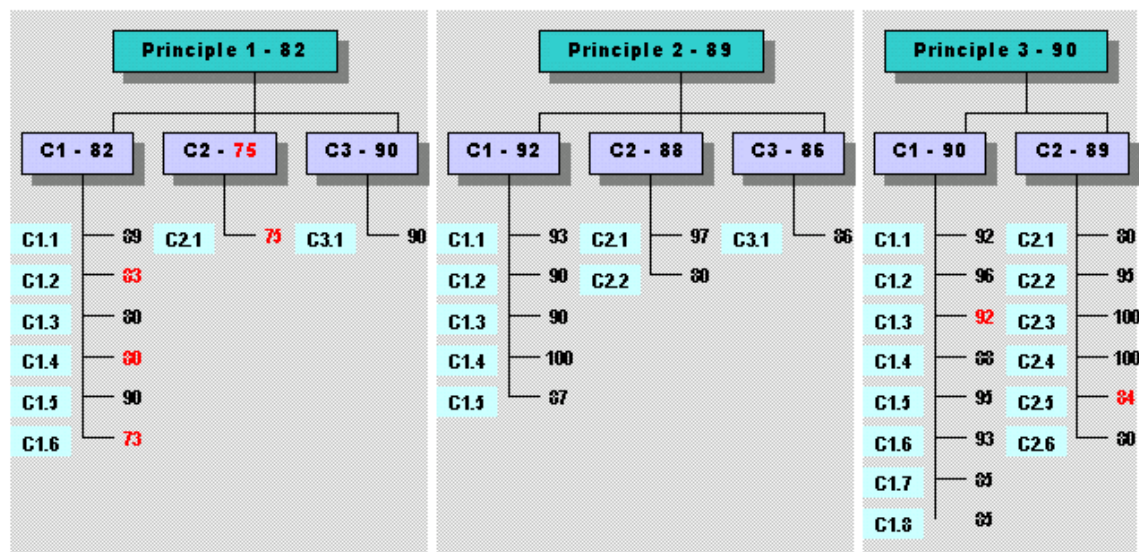 Principle 1 - 82
Principle 2 - 89
Principle 3 - 90
C1 - 82
C2 - 75
C3 - 90
C1 - 92
C2 - 88
C3 - 86
C1 - 90
C2 - 89
C1.1 89
C1.2 83
C1.3 80
C1.4 80
C1.5 90
C1.6 73
C2.1 75
C3.1 90
C1.1 93
C1.2 90
C1.3 90
C1.4 100
C1.5 87
C2.1 97
C2.2 80
C3.1 86
C1.1 92
C1.2 96
C1.3 92
C1.4 88
C1.5 95
C1.6 93
C1.7 85
C1.8 85
C2.1 80
C2.2 95
C2.3 100
C2.4 100
C2.5 84
C2.6 80